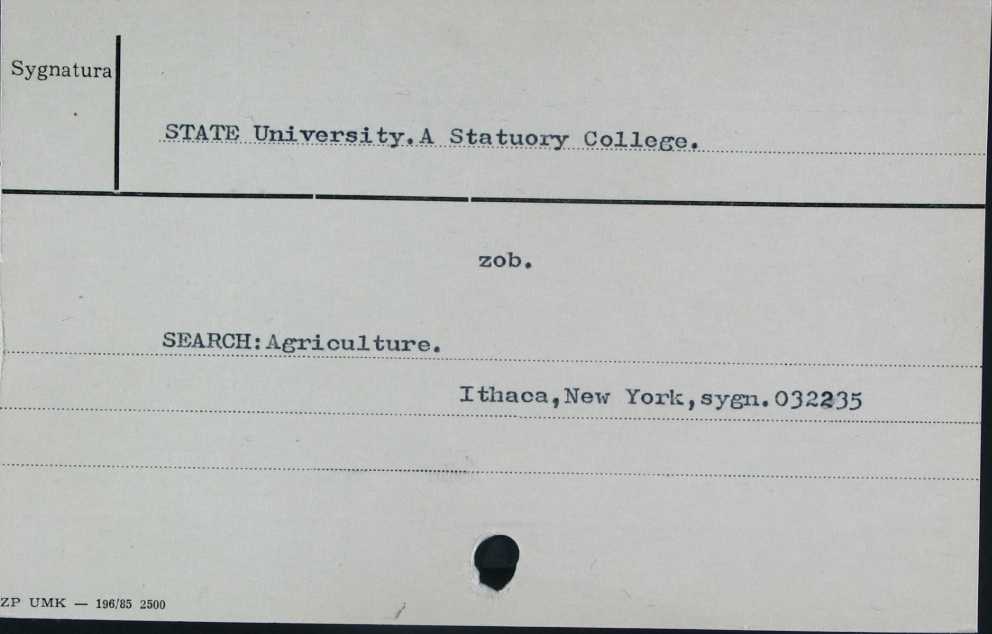 Sygnatura
STATE University.A Statuory College.
zob.
SEARCH:Agriculture.
Ithaca,New York,sygn.032235
ZP UMK — 196/85 2500